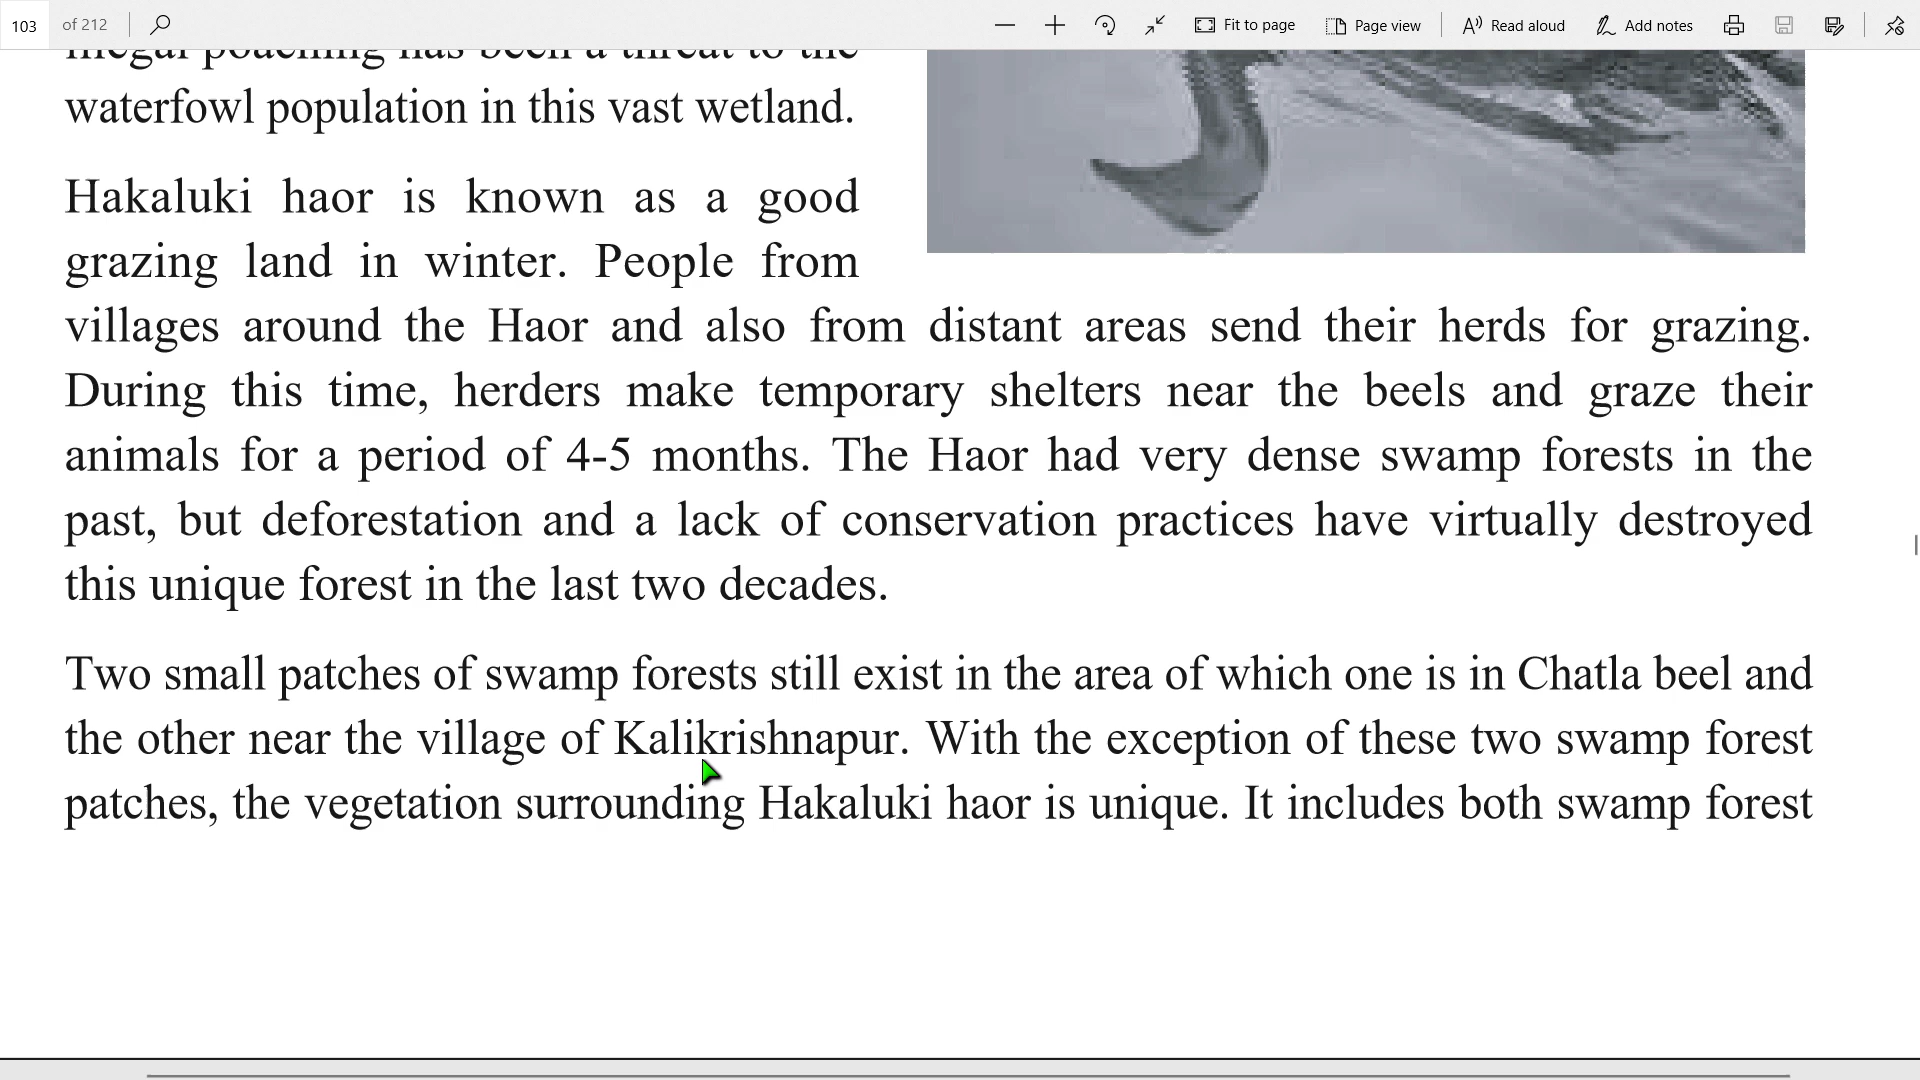 103 of 212 Fit to page Page view Read aloud Add notes
Illegal poaching has been a threat to the
waterfowl population in this vast wetland.
Hakaluki haor is known as a good
grazing land in winter. People from
villages around the Haor and also from distant areas send their herds for grazing.
During this time, herders make temporary shelters near the beels and graze their
animals for a period of 4-5 months. The Haor had very dense swamp forests in the
past, but deforestation and a lack of conservation practices have virtually destroyed
this unique forest in the last two decades.
Two small patches of swamp forests still exist in the area of which one is in Chatla beel and
the other near the village of Kalikrishnapur. With the exception of these two swamp forest
patches, the vegetation surrounding Hakaluki haor is unique. It includes both swamp forest